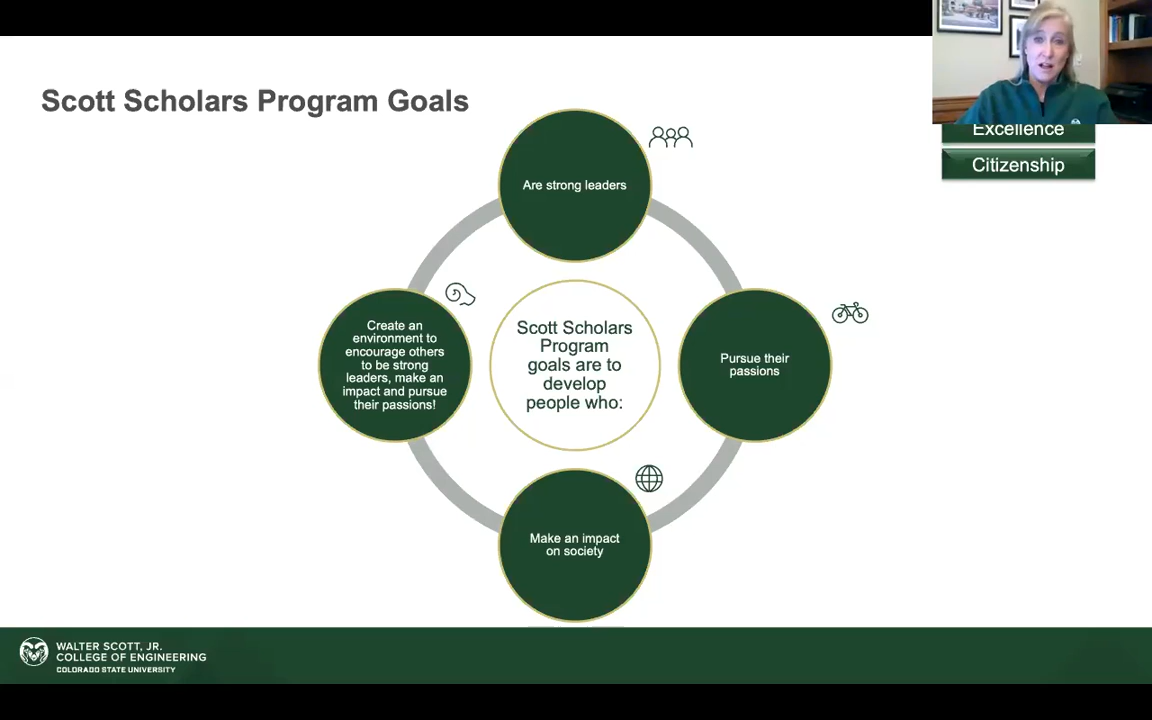 Scott Scholars Program Goals
Excellence
Citizenship
Are strong leaders
Create an
environment to
encourage others
to be strong
leaders, make an
impact and pursue
their passions!
Scott Scholars
Program
goals are to
develop
people who:
Pursue their
passions
Make an impact
on society
WALTER SCOTT, JR.
COLLEGE OF ENGINEERING
COLORADO STATE UNIVERSITY